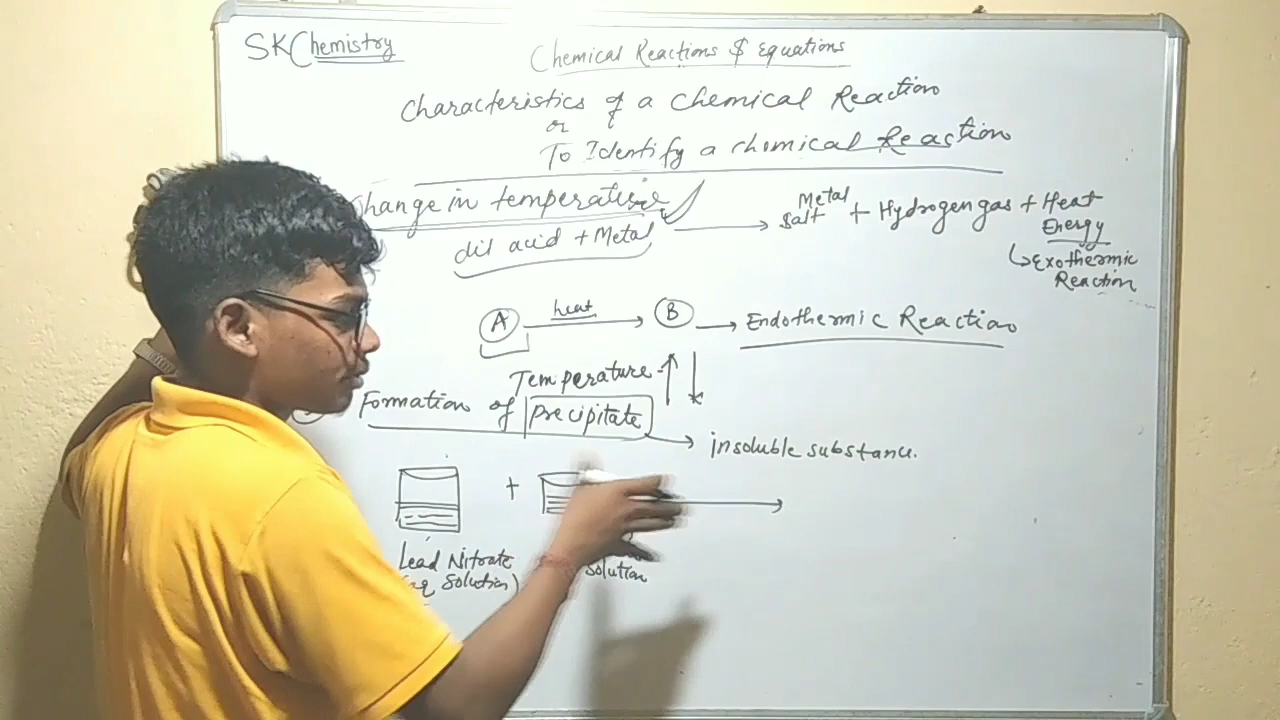 SKChemistry
Chemical Reactions & Equations
Characteristics of a Chemical Reaction
or
To Identify a chemical Reaction
Change in temperature
dil acid + Metal → Metal Salt + Hydrogen gas + Heat Energy
↳ Exothermic Reaction
A heat → B → Endothermic Reaction
Temperature - ↑ ↓
Formation of precipitate → insoluble substance.
+ →
Lead Nitrate
solution
(aq solution)